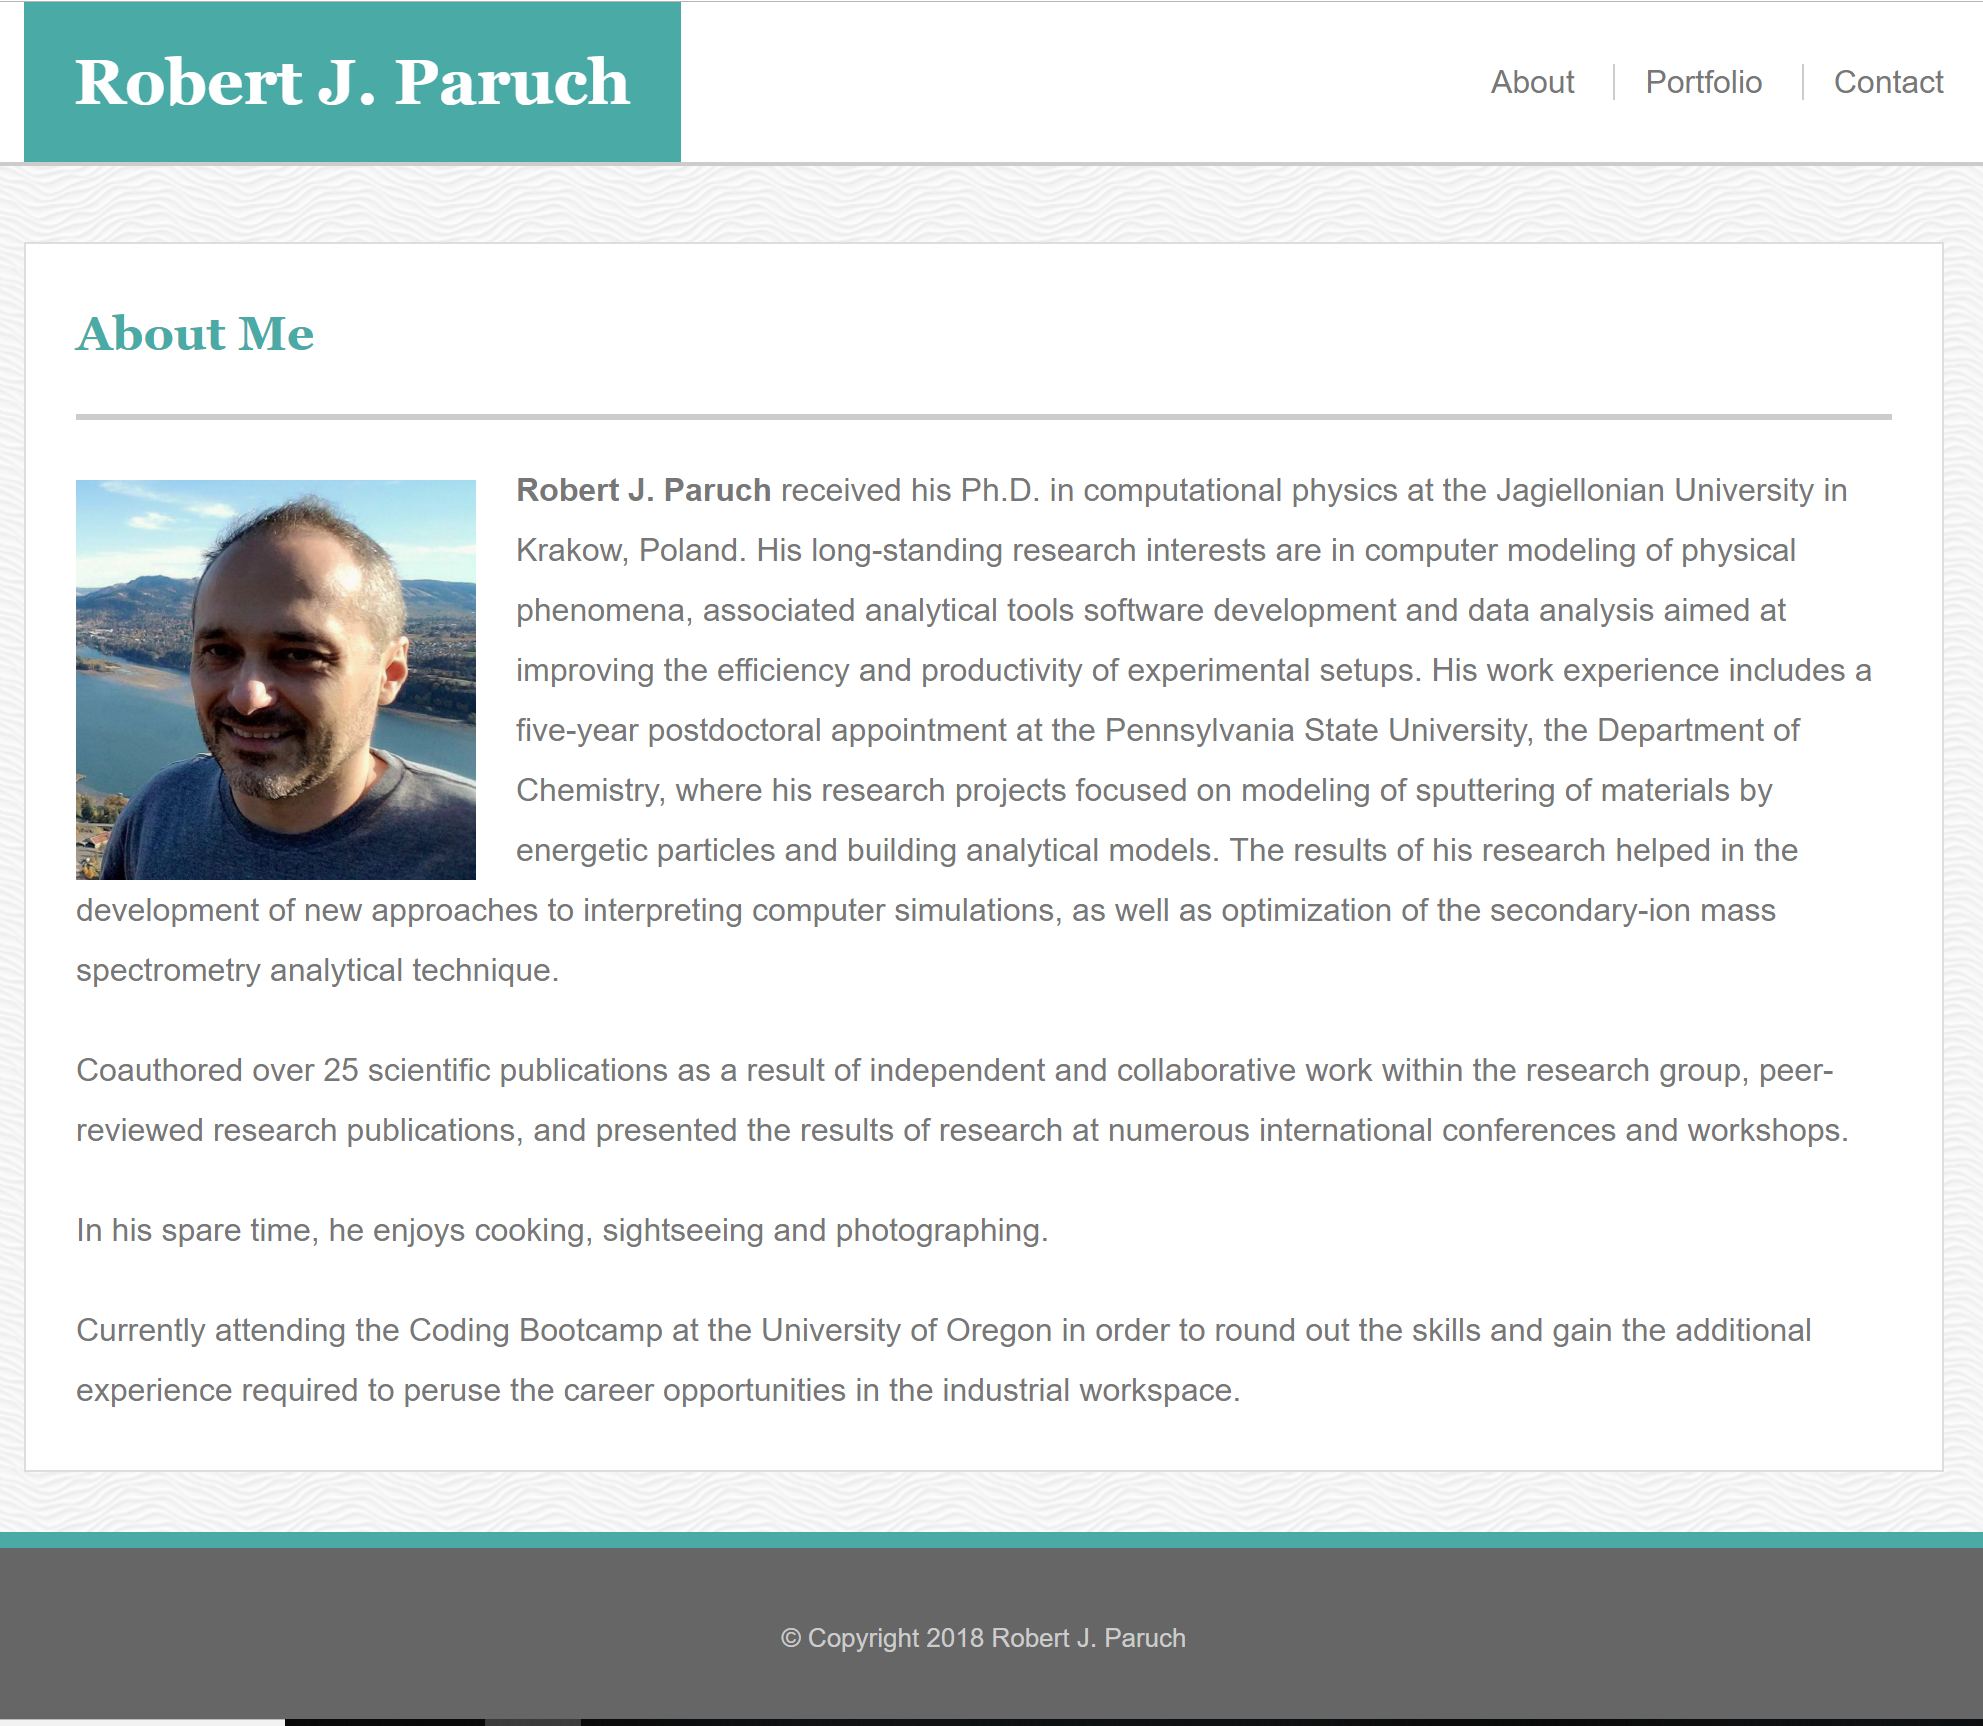 Robert J. Paruch
About
Portfolio
Contact
About Me
Robert J. Paruch received his Ph.D. in computational physics at the Jagiellonian University in
Krakow, Poland. His long-standing research interests are in computer modeling of physical
phenomena, associated analytical tools software development and data analysis aimed at
improving the efficiency and productivity of experimental setups. His work experience includes a
five-year postdoctoral appointment at the Pennsylvania State University, the Department of
Chemistry, where his research projects focused on modeling of sputtering of materials by
energetic particles and building analytical models. The results of his research helped in the
development of new approaches to interpreting computer simulations, as well as optimization of the secondary-ion mass
spectrometry analytical technique.
Coauthored over 25 scientific publications as a result of independent and collaborative work within the research group, peer-
reviewed research publications, and presented the results of research at numerous international conferences and workshops.
In his spare time, he enjoys cooking, sightseeing and photographing.
Currently attending the Coding Bootcamp at the University of Oregon in order to round out the skills and gain the additional
experience required to peruse the career opportunities in the industrial workspace.
© Copyright 2018 Robert J. Paruch